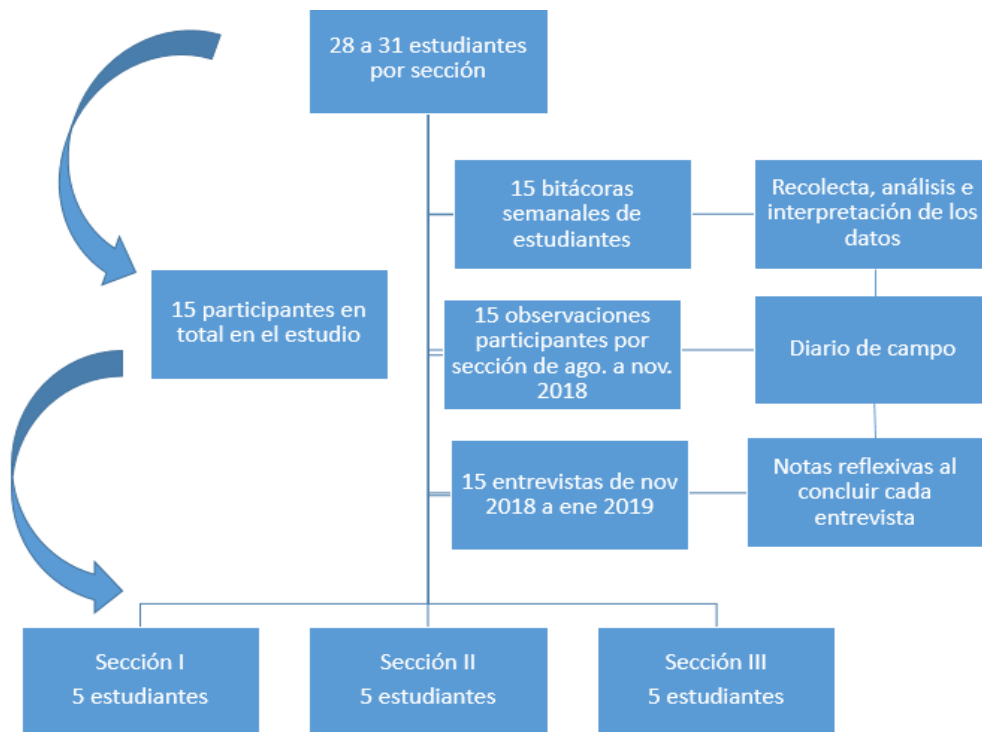 28 a 31 estudiantes
por sección
15 bitácoras
semanales de
estudiantes
Recolecta, análisis e
interpretación de los
datos
15 participantes en
total en el estudio
15 observaciones
participantes por
sección de ago. a nov.
2018
Diario de campo
15 entrevistas de nov
2018 a ene 2019
Notas reflexivas al
concluir cada
entrevista
Sección I
5 estudiantes
Sección II
5 estudiantes
Sección III
5 estudiantes